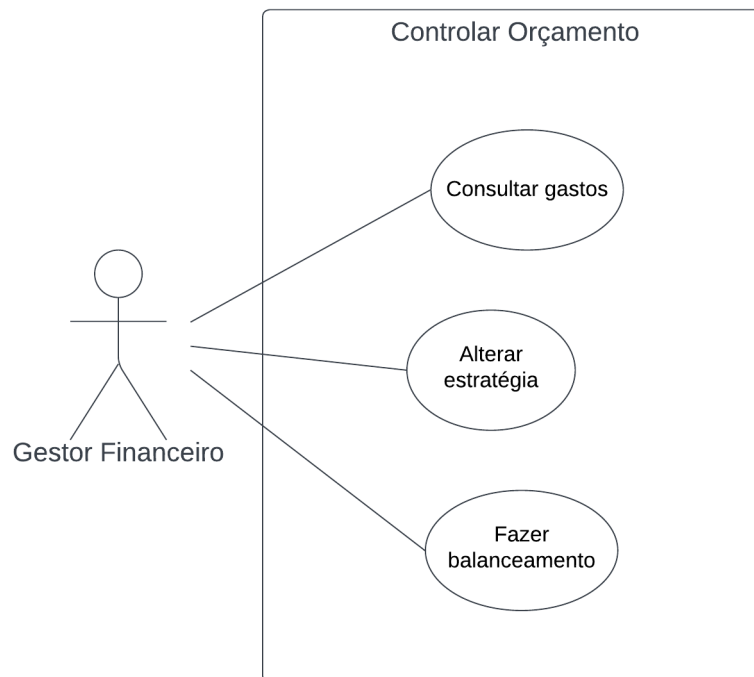 Controlar Orçamento
Consultar gastos
Alterar
estratégia
Gestor Financeiro
Fazer
balanceamento